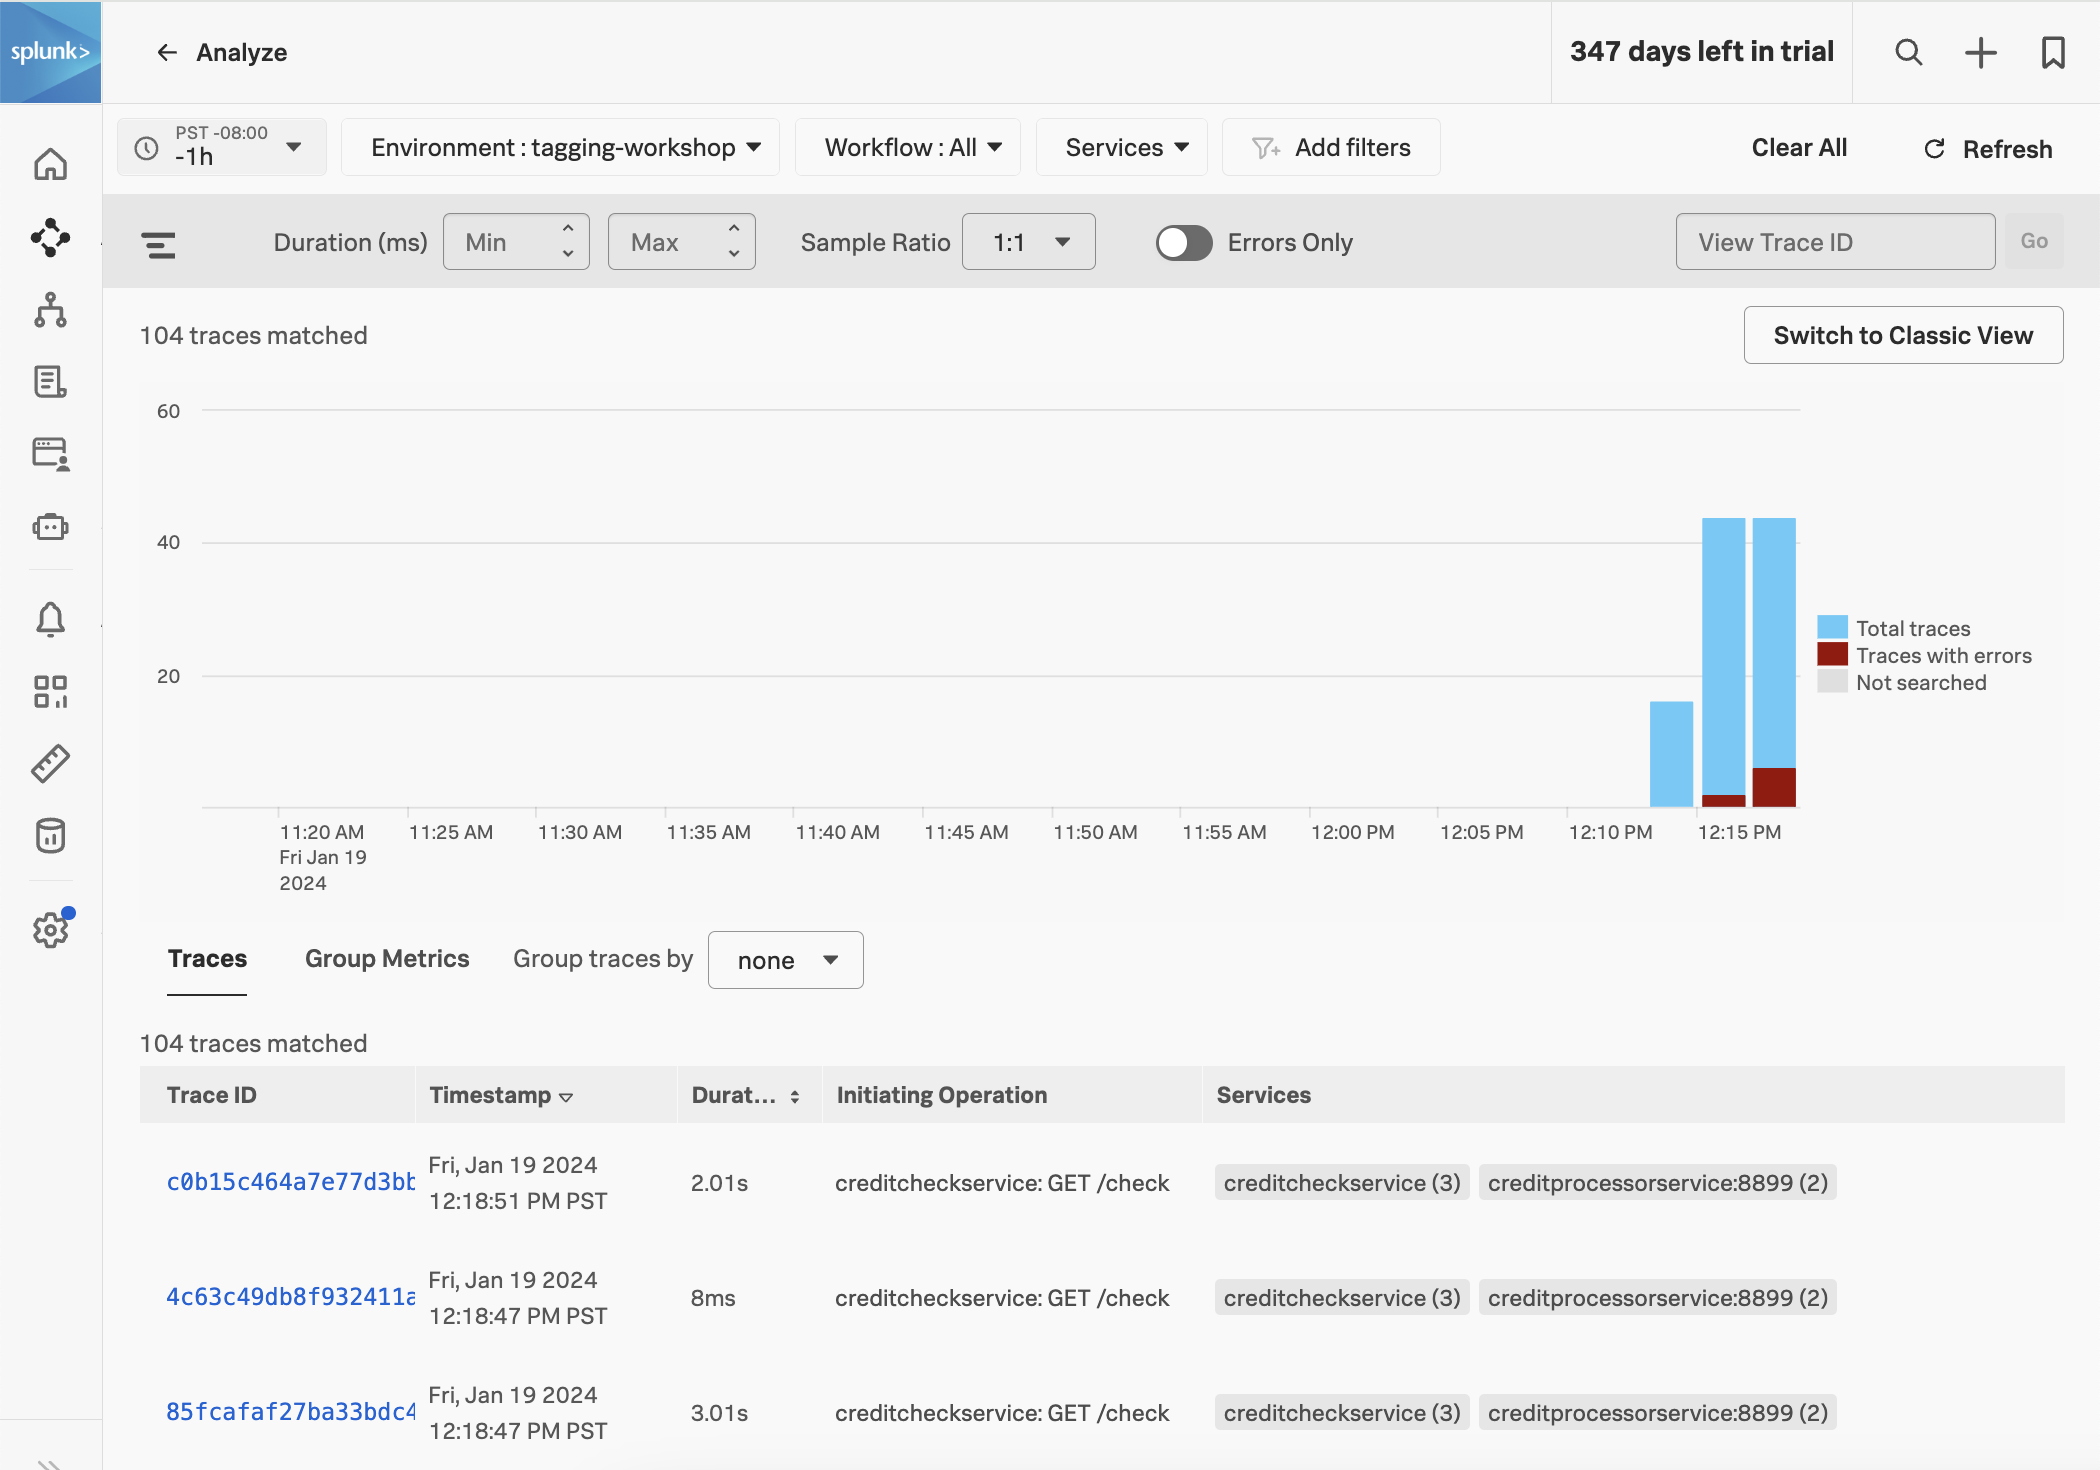 splunk>
Analyze
347 days left in trial
PST -08:00
-1h
Environment : tagging-workshop
Workflow : All
Services
Add filters
Clear All
Refresh
Duration (ms)
Min
Max
Sample Ratio
1:1
Errors Only
View Trace ID
Go
104 traces matched
Switch to Classic View
60
40
20
Total traces
Traces with errors
Not searched
11:20 AM 11:25 AM 11:30 AM 11:35 AM 11:40 AM 11:45 AM 11:50 AM 11:55 AM 12:00 PM 12:05 PM 12:10 PM 12:15 PM
Fri Jan 19
2024
Traces
Group Metrics
Group traces by
none
104 traces matched
Trace ID Timestamp Durat... Initiating Operation Services
c0b15c464a7e77d3bb
Fri, Jan 19 2024
12:18:51 PM PST
2.01s
creditcheckservice: GET /check
creditcheckservice (3)
creditprocessorservice:8899 (2)
4c63c49db8f932411a
Fri, Jan 19 2024
12:18:47 PM PST
8ms
creditcheckservice: GET /check
creditcheckservice (3)
creditprocessorservice:8899 (2)
85fcafaf27ba33bdc4
Fri, Jan 19 2024
12:18:47 PM PST
3.01s
creditcheckservice: GET /check
creditcheckservice (3)
creditprocessorservice:8899 (2)